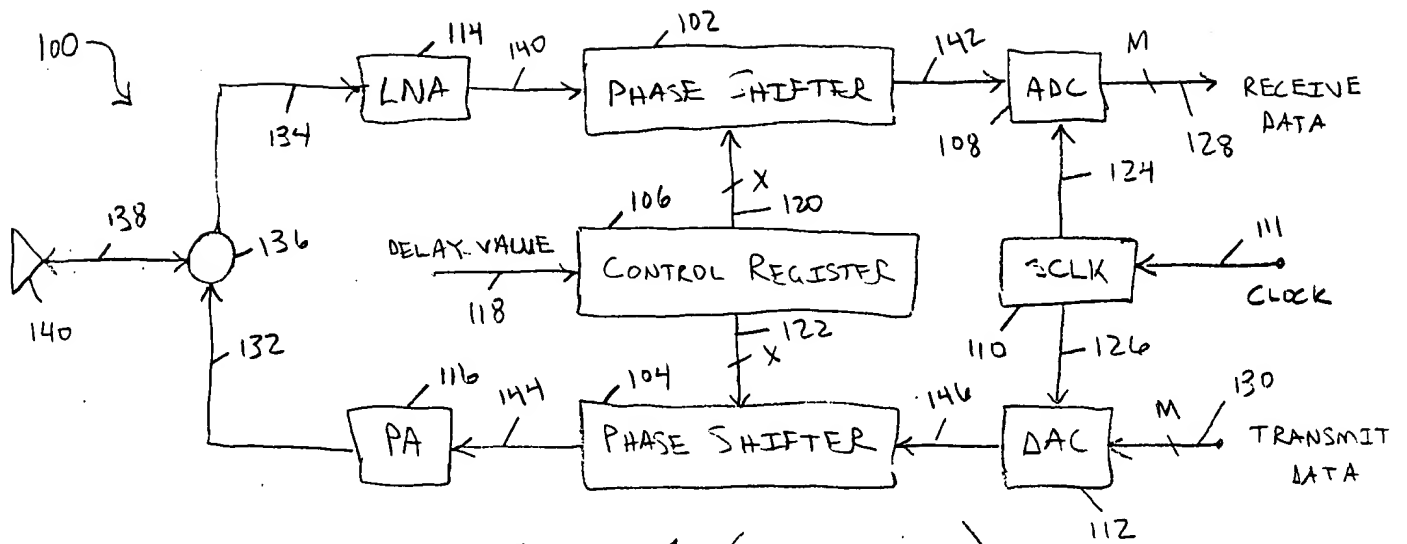 100
114
LNA
140
102
PHASE SHIFTER
142
ADC
108
M
128
RECEIVE
DATA
134
X
120
124
138
136
140
DELAY VALUE
118
106
CONTROL REGISTER
SCLK
110
111
CLOCK
132
122
X
126
116
PA
144
104
PHASE SHIFTER
146
DAC
112
M
130
TRANSMIT
DATA